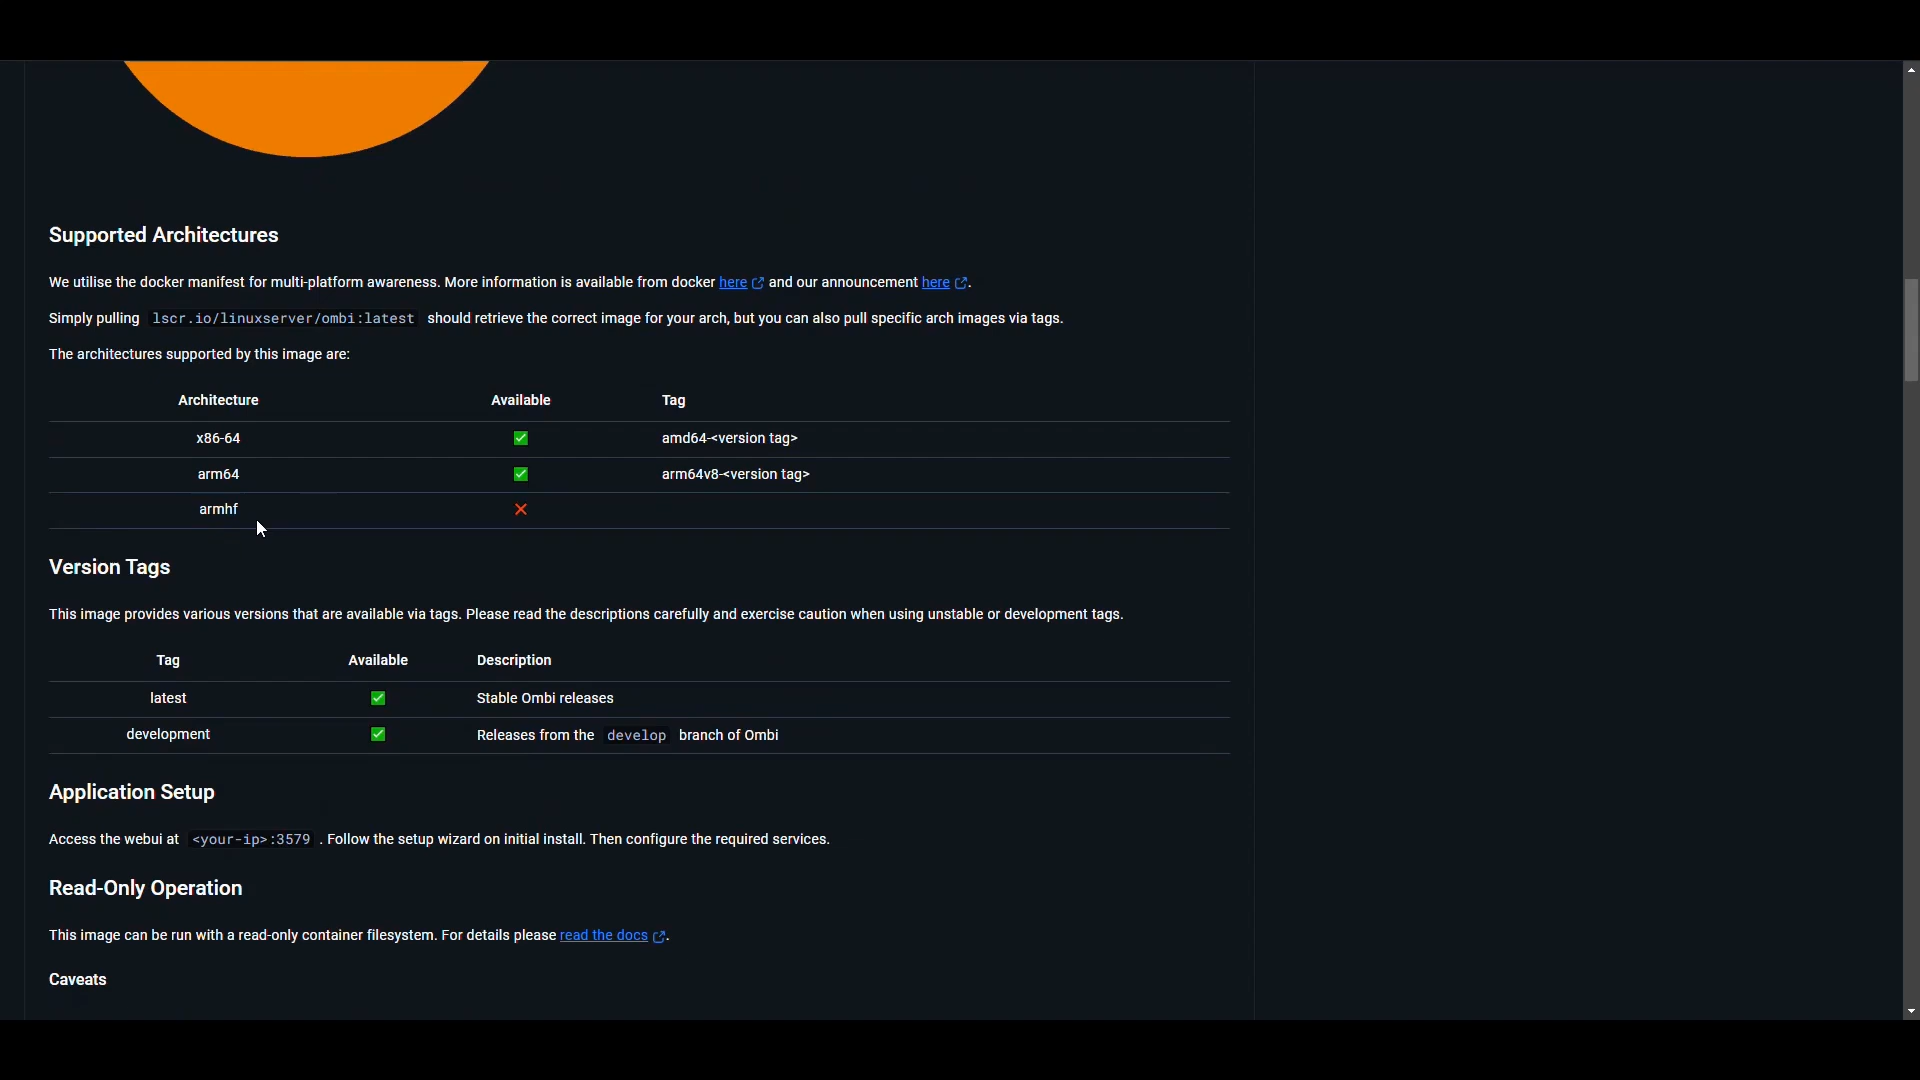 Supported Architectures
We utilise the docker manifest for multi-platform awareness. More information is available from docker here and our announcement here.
Simply pulling lscr.io/linuxserver/ombi:latest should retrieve the correct image for your arch, but you can also pull specific arch images via tags.
The architectures supported by this image are:
Architecture Available Tag
x86-64 ✅ amd64-<version tag>
arm64 ✅ arm64v8-<version tag>
armhf ❌
Version Tags
This image provides various versions that are available via tags. Please read the descriptions carefully and exercise caution when using unstable or development tags.
Tag Available Description
latest ✅ Stable Ombi releases
development ✅ Releases from the develop branch of Ombi
Application Setup
Access the webui at <your-ip>:3579 . Follow the setup wizard on initial install. Then configure the required services.
Read-Only Operation
This image can be run with a read-only container filesystem. For details please read the docs.
Caveats